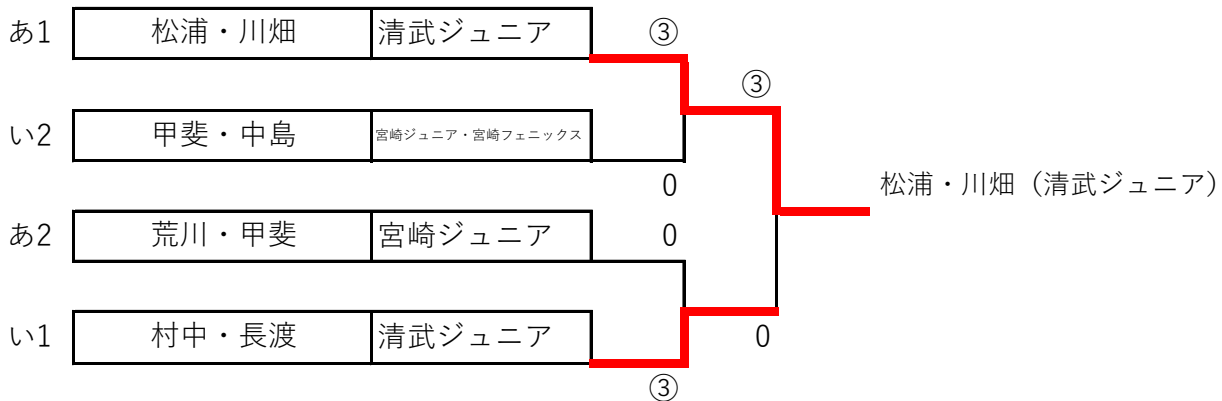 あ1 松浦・川畑 清武ジュニア ③
③
い2 甲斐・中島 宮崎ジュニア・宮崎フェニックス
0
松浦・川畑（清武ジュニア）
あ2 荒川・甲斐 宮崎ジュニア 0
い1 村中・長渡 清武ジュニア 0
③